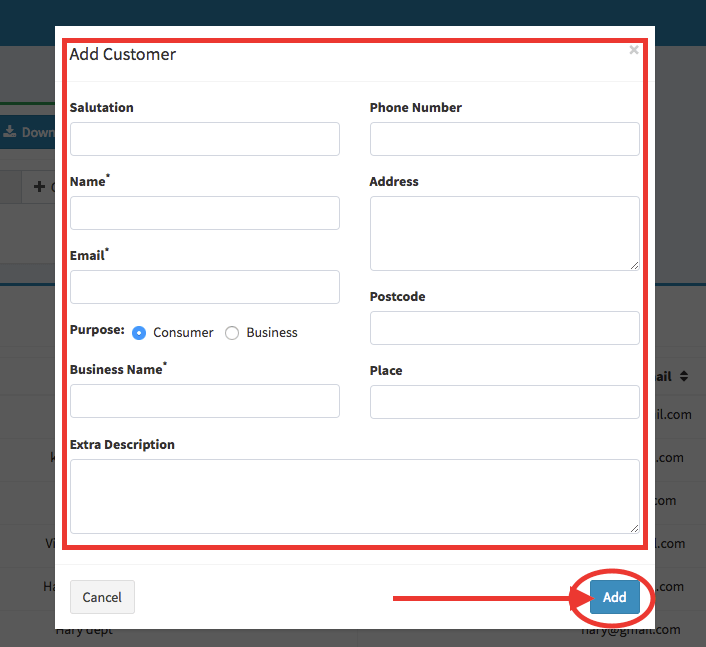 Add Customer ×
Salutation
Phone Number
Name*
Address
Email*
Postcode
Purpose: Consumer Business
Business Name*
Place
Extra Description
Cancel
Add
Down
ail
il.com
.com
com
l.com
.com
Hary dept
hary@gmail.com